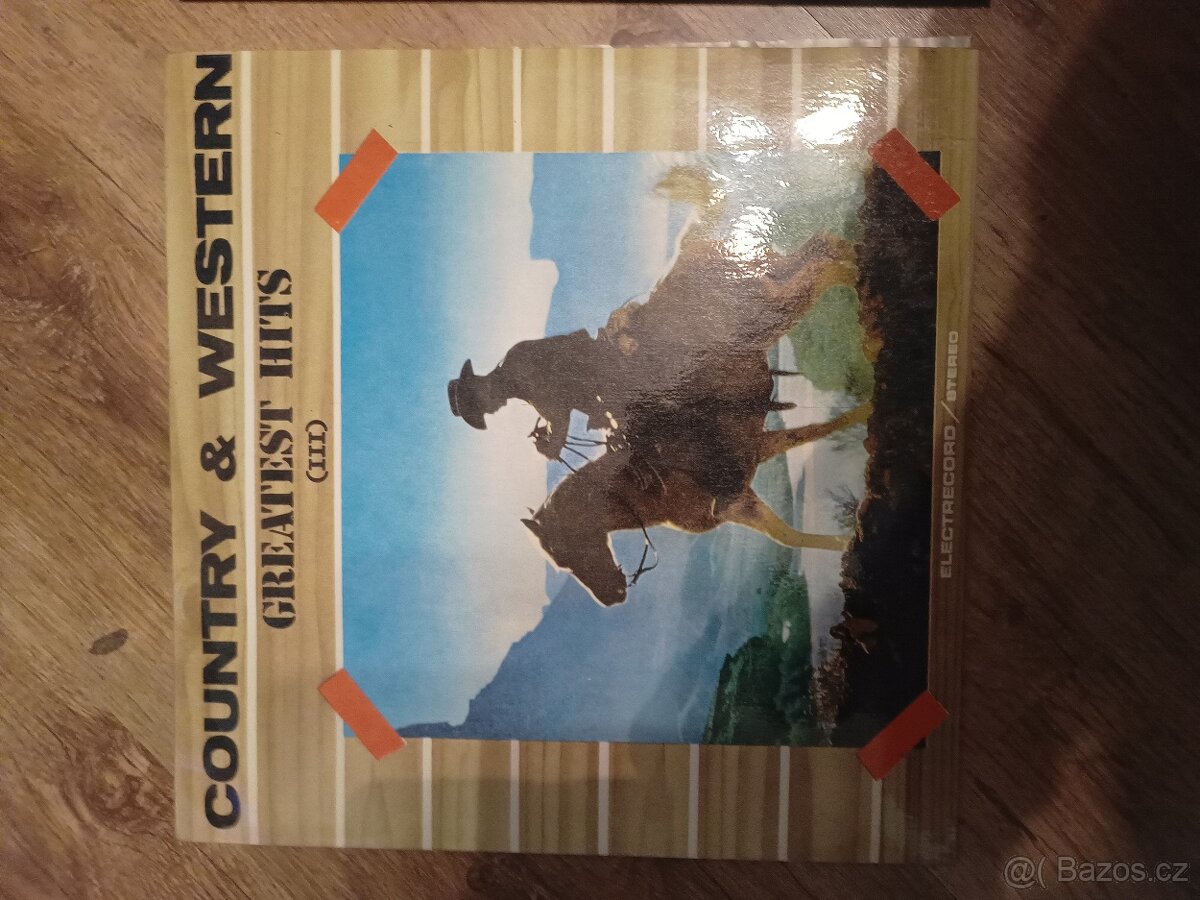 COUNTRY & WESTERN
GREATEST HITS
(III)
ELECTRECORD / STEREO
@( Bazos.cz